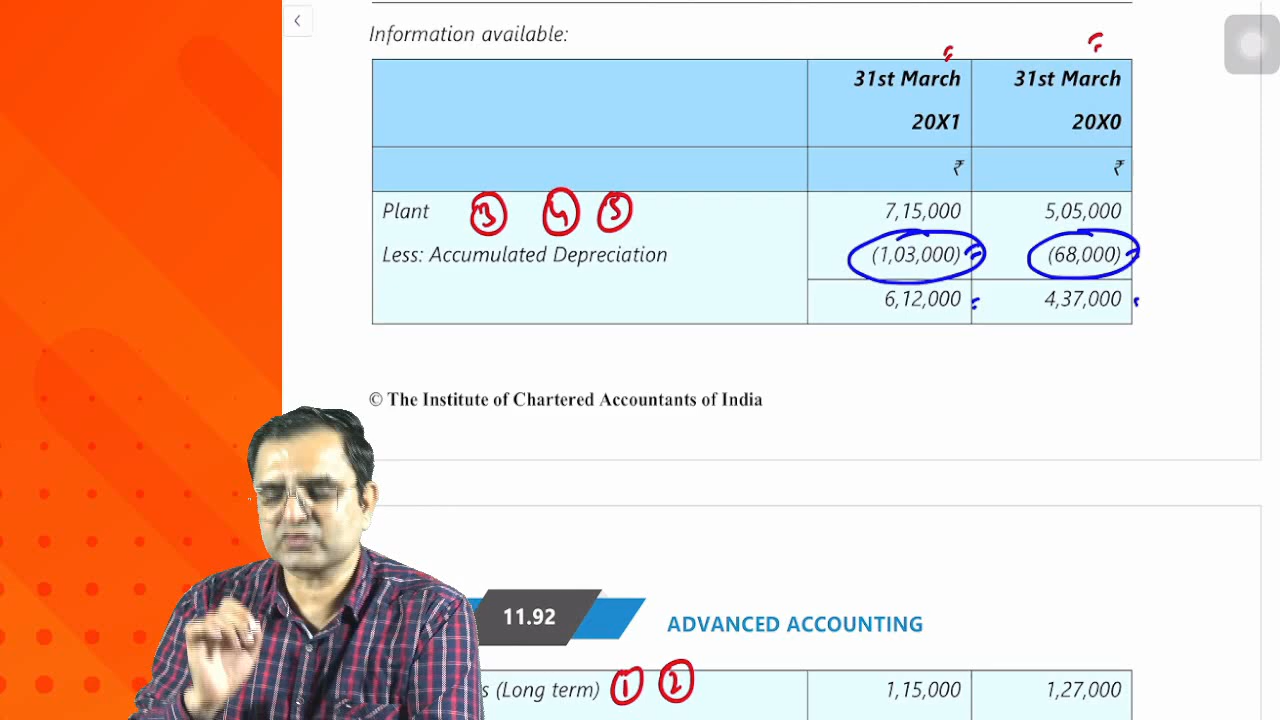 Information available:
31st March 31st March
20X1 20X0
₹ ₹
Plant 3 4 5 7,15,000 5,05,000
Less: Accumulated Depreciation (1,03,000) (68,000)
6,12,000 4,37,000
© The Institute of Chartered Accountants of India
11.92 ADVANCED ACCOUNTING
s (Long term) 1 2 1,15,000 1,27,000